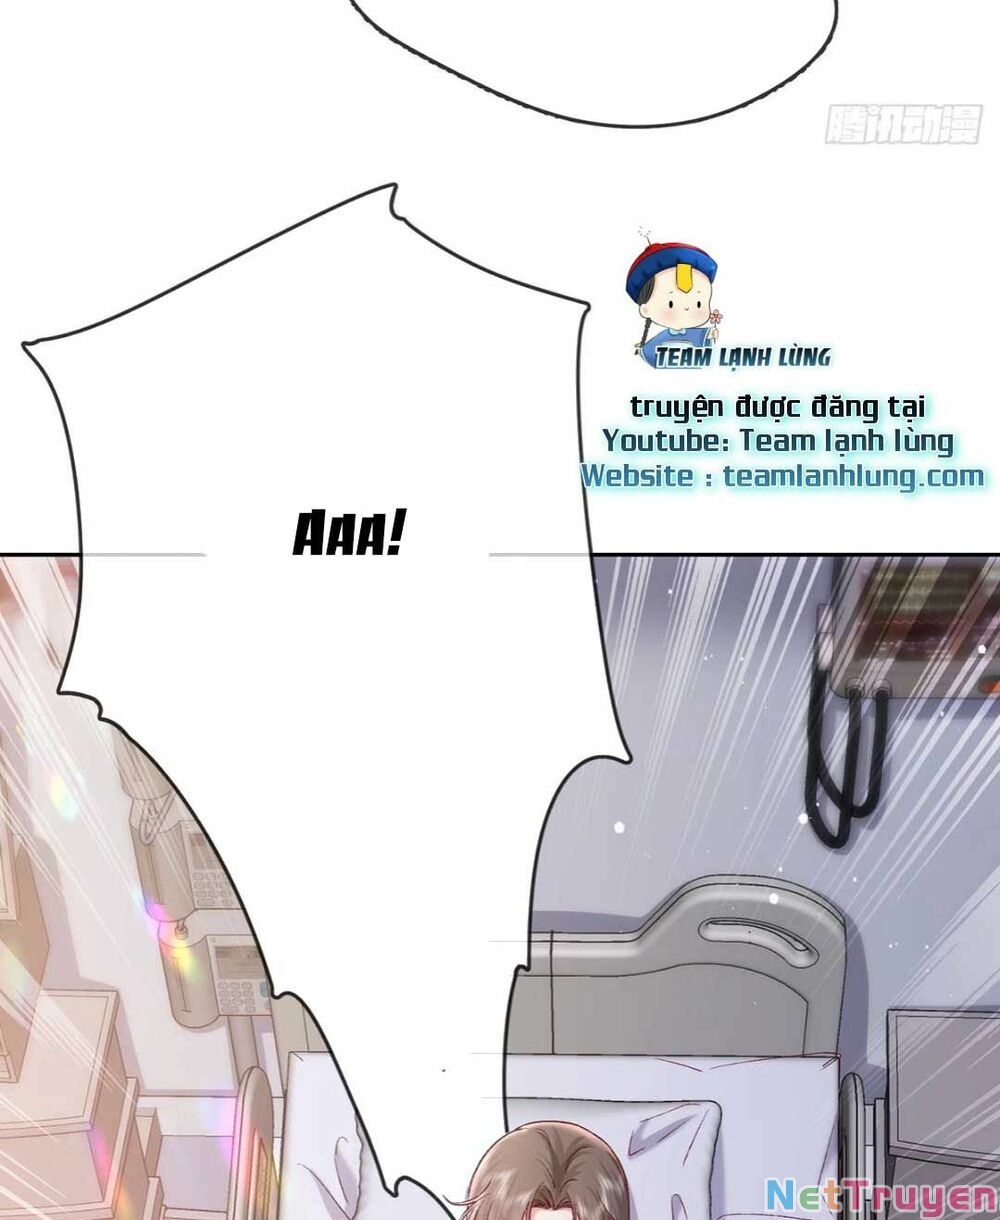 腾讯动漫
TEAM LẠNH LÙNG
truyện được đăng tại
Youtube: Team lạnh lùng
Website : teamlanhlung.com
AAA!
NetTruyen